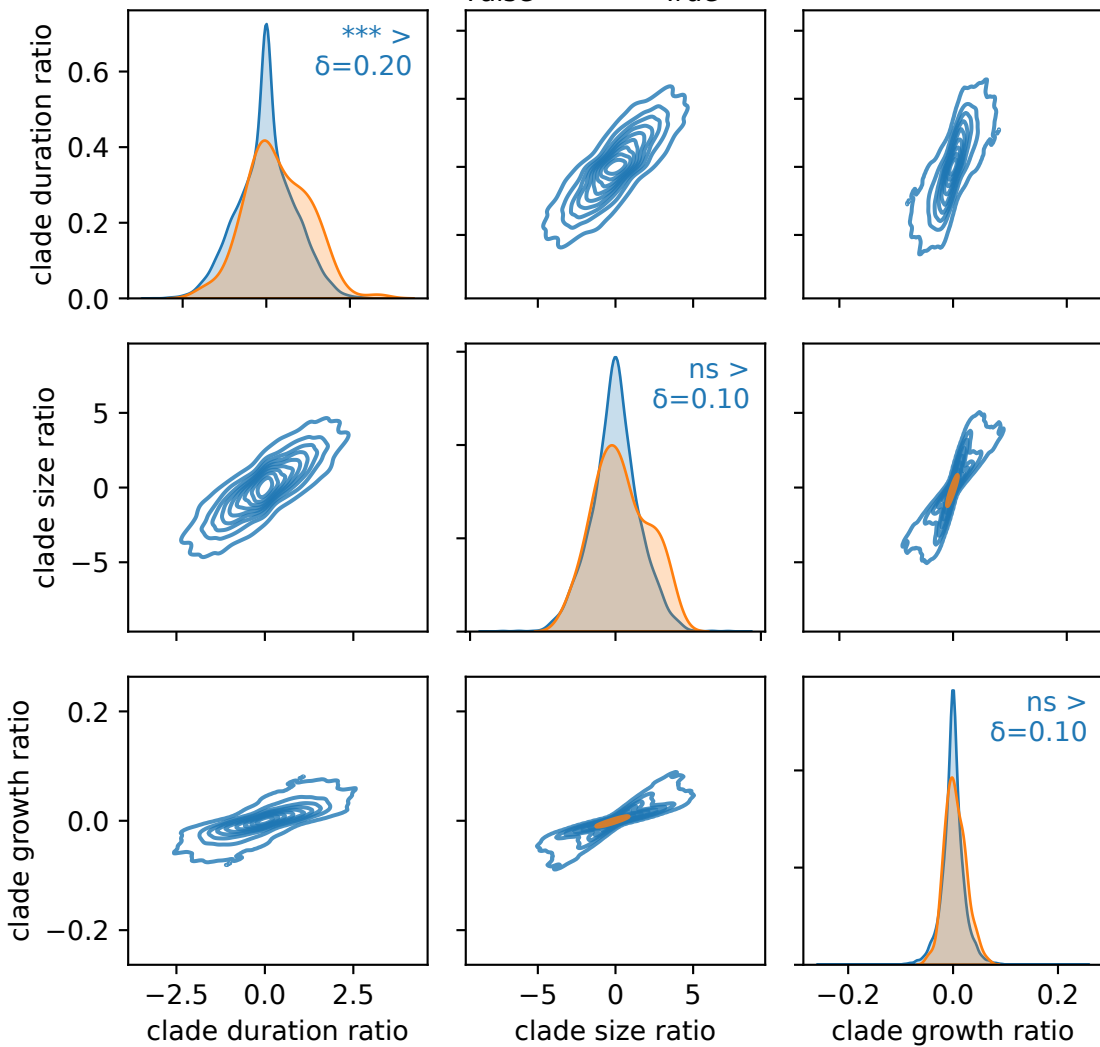 clade duration ratio
0.6
0.4
0.2
0.0
*** >
δ=0.20
clade size ratio
5
0
−5
ns >
δ=0.10
clade growth ratio
0.2
0.0
−0.2
ns >
δ=0.10
−2.5 0.0 2.5
clade duration ratio
−5 0 5
clade size ratio
−0.2 0.0 0.2
clade growth ratio